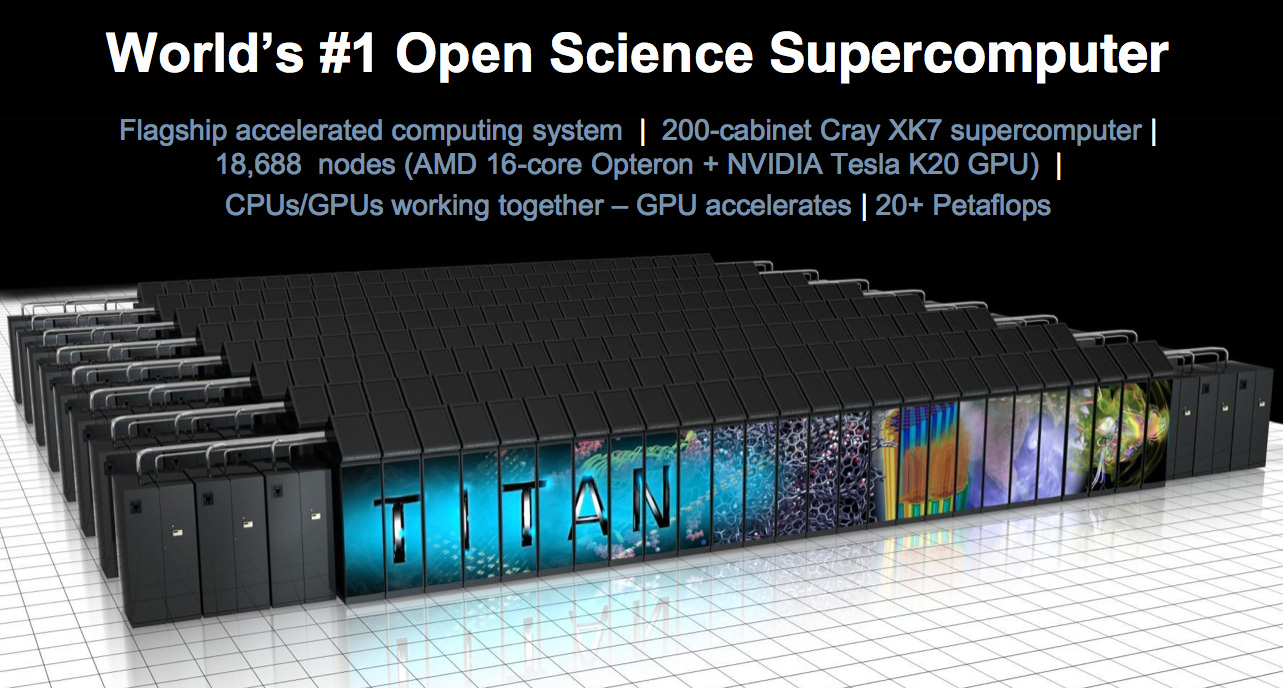 World's #1 Open Science Supercomputer
Flagship accelerated computing system | 200-cabinet Cray XK7 supercomputer |
18,688 nodes (AMD 16-core Opteron + NVIDIA Tesla K20 GPU) |
CPUs/GPUs working together – GPU accelerates | 20+ Petaflops
TITAN